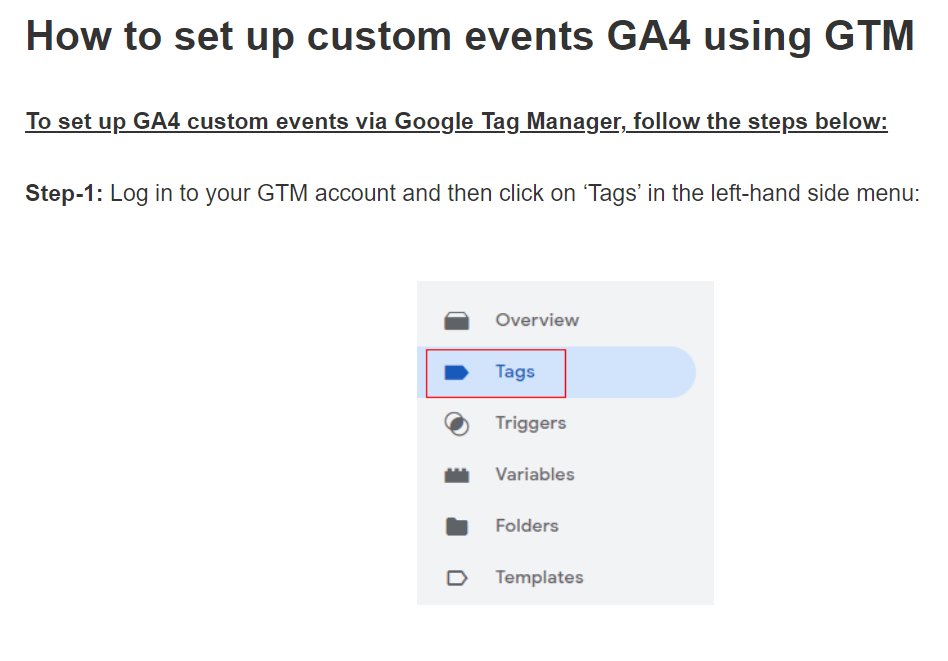 How to set up custom events GA4 using GTM
To set up GA4 custom events via Google Tag Manager, follow the steps below:
Step-1: Log in to your GTM account and then click on ‘Tags’ in the left-hand side menu:
Overview
Tags
Triggers
Variables
Folders
Templates